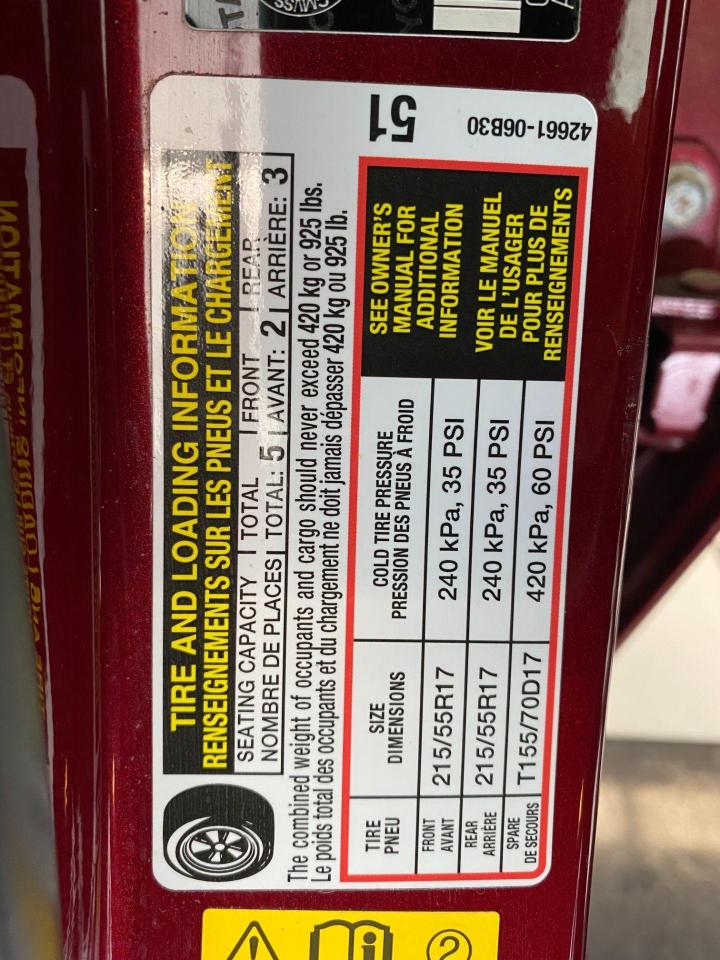 TIRE AND LOADING INFORMATION
RENSEIGNEMENTS SUR LES PNEUS ET LE CHARGEMENT
SEATING CAPACITY TOTAL FRONT REAR
NOMBRE DE PLACES TOTAL: 5 AVANT: 2 ARRIÈRE: 3
The combined weight of occupants and cargo should never exceed 420 kg or 925 lbs.
Le poids total des occupants et du chargement ne doit jamais dépasser 420 kg ou 925 lb.
TIRE SIZE COLD TIRE PRESSURE
PNEU DIMENSIONS PRESSION DES PNEUS À FROID
FRONT
AVANT 215/55R17 240 kPa, 35 PSI
REAR
ARRIÈRE 215/55R17 240 kPa, 35 PSI
SPARE
DE SECOURS T155/70D17 420 kPa, 60 PSI
SEE OWNER'S
MANUAL FOR
ADDITIONAL
INFORMATION
VOIR LE MANUEL
DE L'USAGER
POUR PLUS DE
RENSEIGNEMENTS
51
42661-06B30
CMVSS